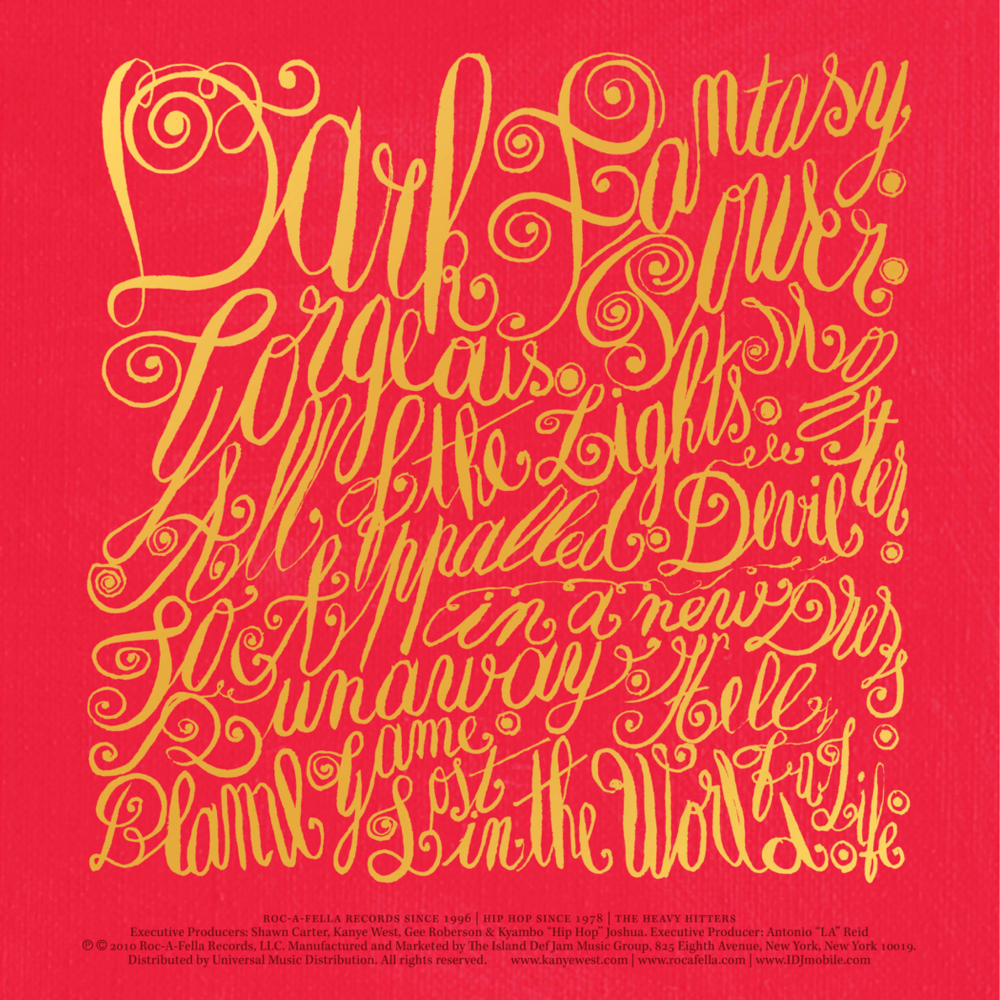 Dark Fantasy
Power
Gorgeous
Monster
All of the Lights
So Appalled
Devil
in a new Dress
Runaway
Hell
Blame Game
Lost in the World
Life
ROC-A-FELLA RECORDS SINCE 1996 | HIP HOP SINCE 1978 | THE HEAVY HITTERS
Executive Producers: Shawn Carter, Kanye West, Gee Roberson & Kyambo "Hip Hop" Joshua. Executive Producer: Antonio "LA" Reid
℗ © 2010 Roc-A-Fella Records, LLC. Manufactured and Marketed by The Island Def Jam Music Group, 825 Eighth Avenue, New York, New York 10019.
Distributed by Universal Music Distribution. All rights reserved. www.kanyewest.com | www.rocafella.com | www.IDJmobile.com